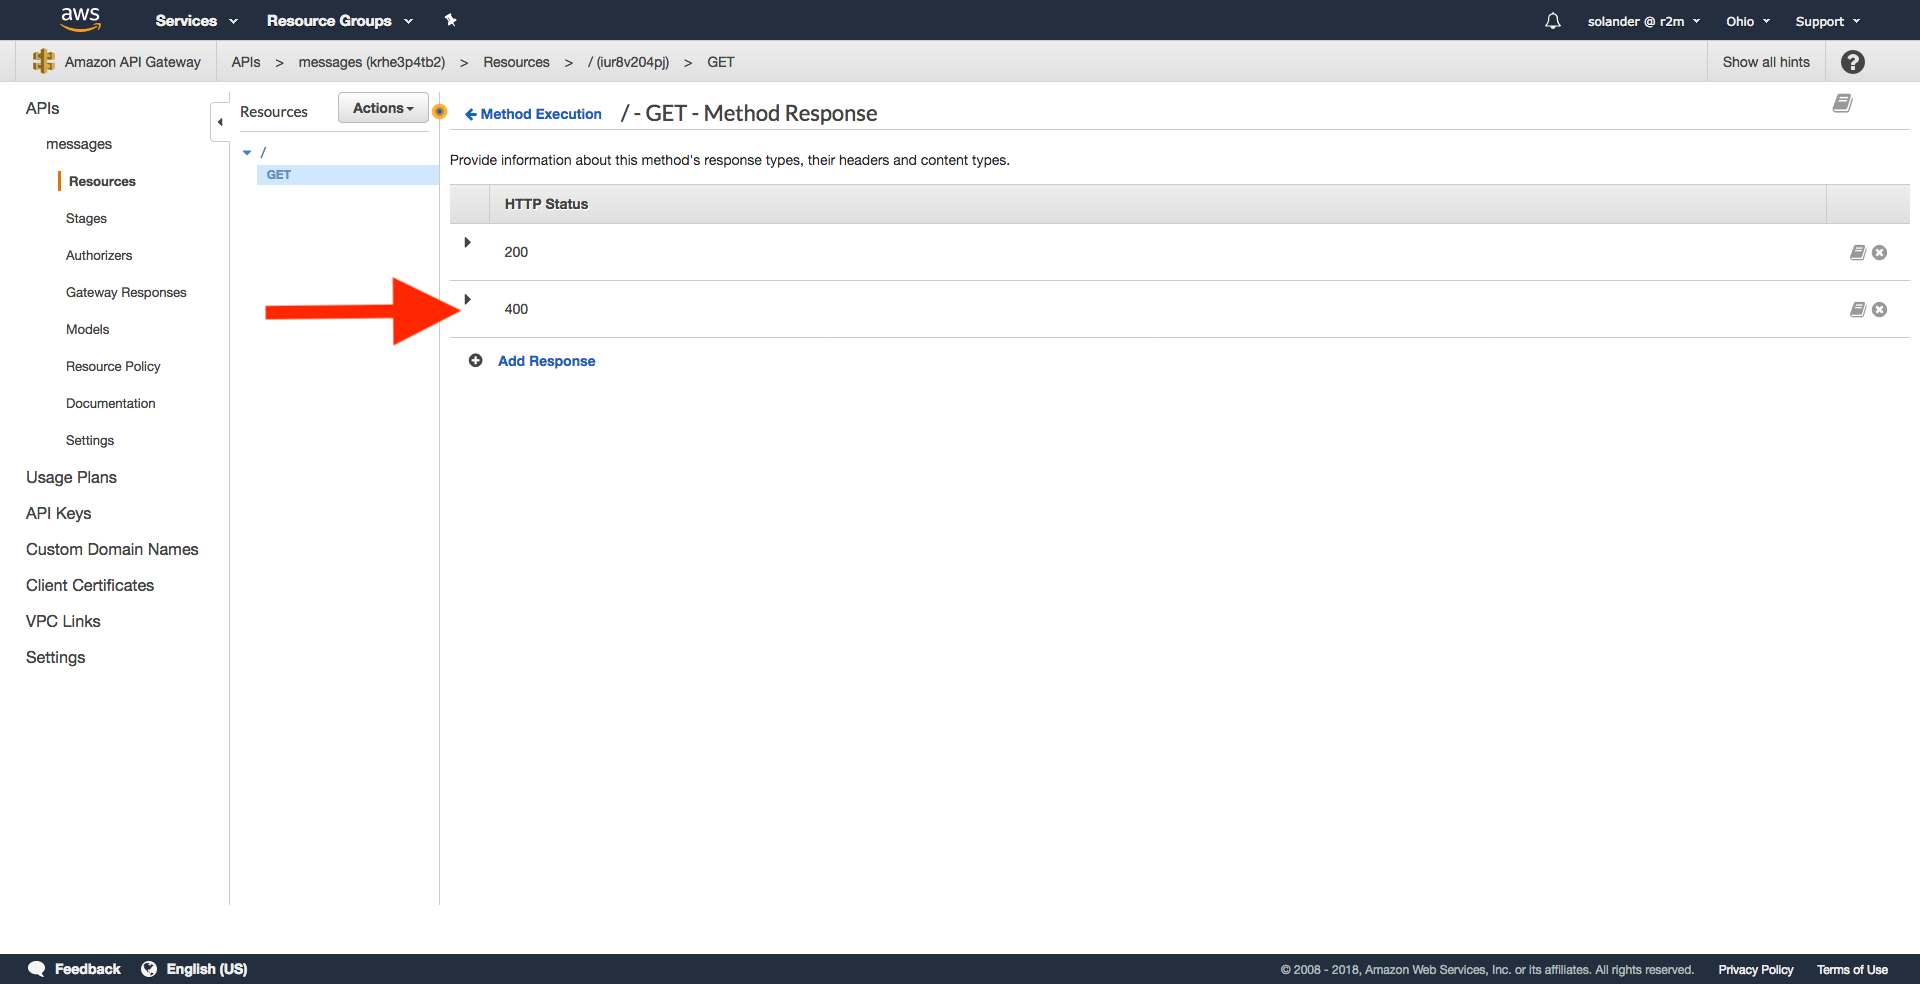 aws Services Resource Groups solander @ r2m Ohio Support
Amazon API Gateway APIs > messages (krhe3p4tb2) > Resources > / (iur8v204pj) > GET Show all hints ?
APIs
messages
Resources
Stages
Authorizers
Gateway Responses
Models
Resource Policy
Documentation
Settings
Usage Plans
API Keys
Custom Domain Names
Client Certificates
VPC Links
Settings
Resources Actions
/
GET
Method Execution / - GET - Method Response
Provide information about this method's response types, their headers and content types.
HTTP Status
200
400
Add Response
Feedback English (US) © 2008 - 2018, Amazon Web Services, Inc. or its affiliates. All rights reserved. Privacy Policy Terms of Use